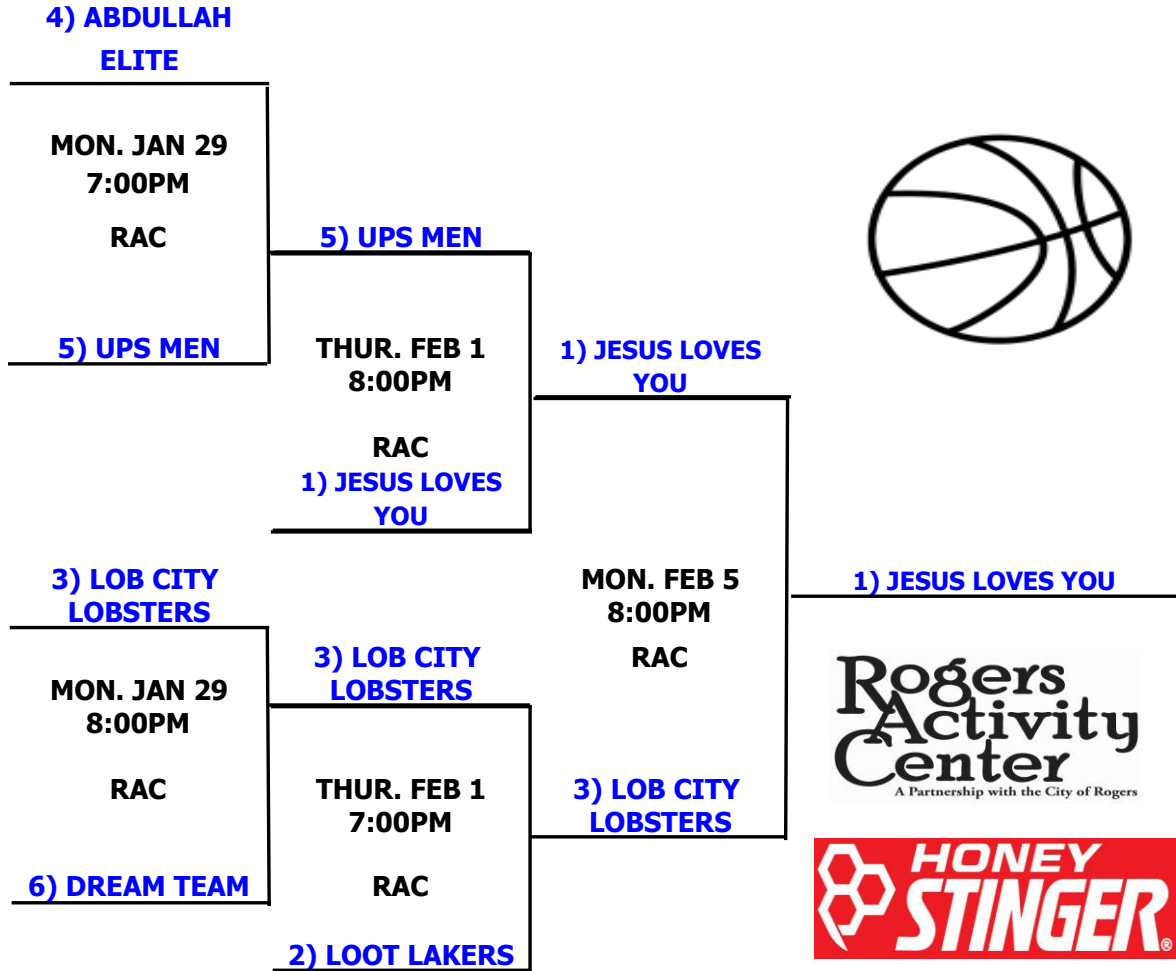 4) ABDULLAH
ELITE
MON. JAN 29
7:00PM
RAC
5) UPS MEN
5) UPS MEN
THUR. FEB 1
8:00PM
RAC
1) JESUS LOVES
YOU
1) JESUS LOVES
YOU
3) LOB CITY
LOBSTERS
MON. JAN 29
8:00PM
RAC
6) DREAM TEAM
3) LOB CITY
LOBSTERS
THUR. FEB 1
7:00PM
RAC
2) LOOT LAKERS
MON. FEB 5
8:00PM
RAC
3) LOB CITY
LOBSTERS
1) JESUS LOVES YOU
Rogers
Activity
Center
A Partnership with the City of Rogers
HONEY
STINGER®